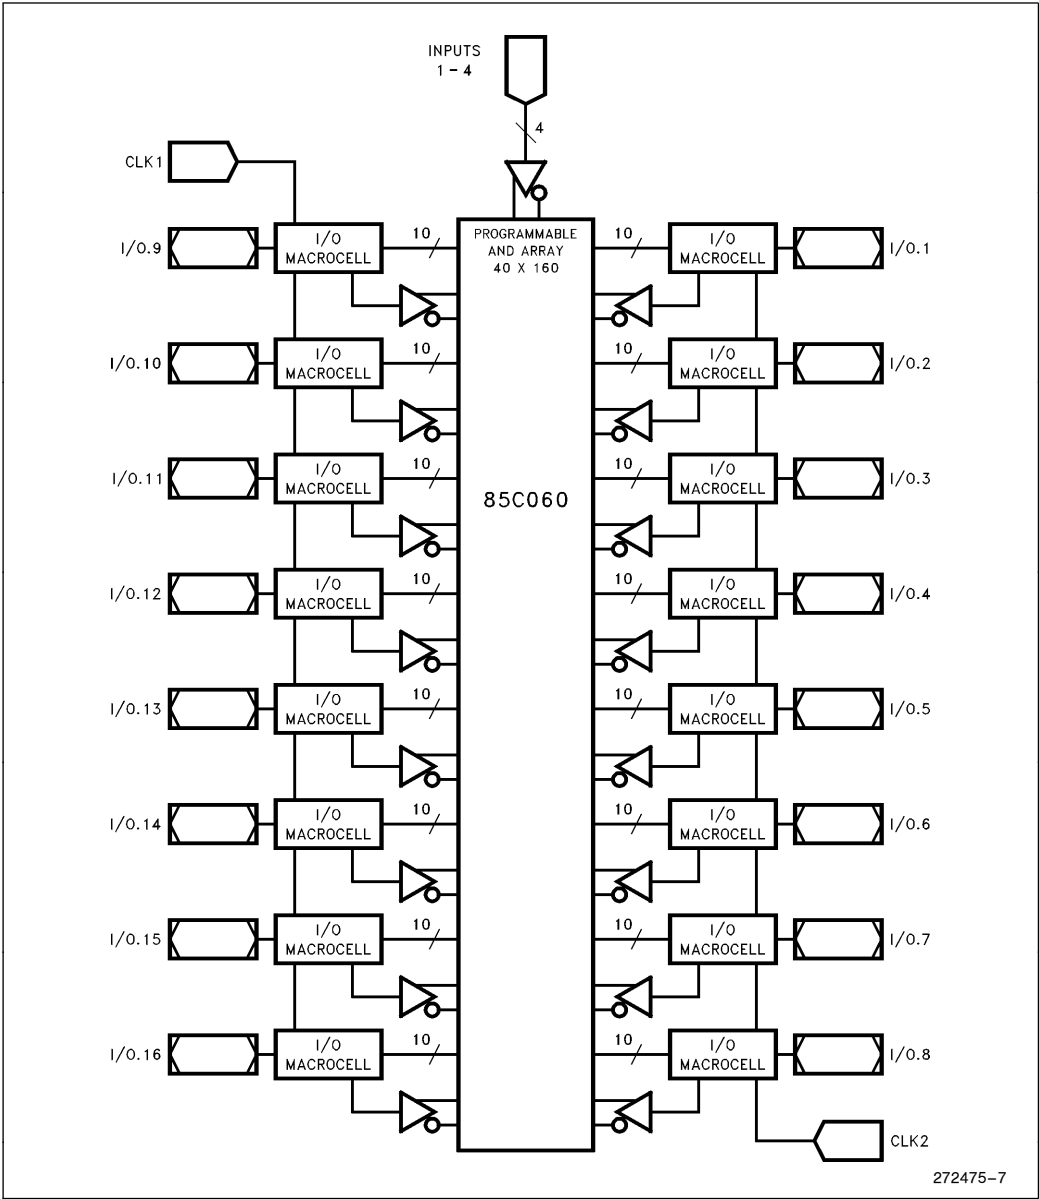 INPUTS
1 – 4
4
CLK1
PROGRAMMABLE
AND ARRAY
40 X 160
I/O.9
I/O
MACROCELL
10
10
I/O
MACROCELL
I/O.1
I/O.10
I/O
MACROCELL
10
10
I/O
MACROCELL
I/O.2
I/O.11
I/O
MACROCELL
10
10
I/O
MACROCELL
I/O.3
85C060
I/O.12
I/O
MACROCELL
10
10
I/O
MACROCELL
I/O.4
I/O.13
I/O
MACROCELL
10
10
I/O
MACROCELL
I/O.5
I/O.14
I/O
MACROCELL
10
10
I/O
MACROCELL
I/O.6
I/O.15
I/O
MACROCELL
10
10
I/O
MACROCELL
I/O.7
I/O.16
I/O
MACROCELL
10
10
I/O
MACROCELL
I/O.8
CLK2
272475–7